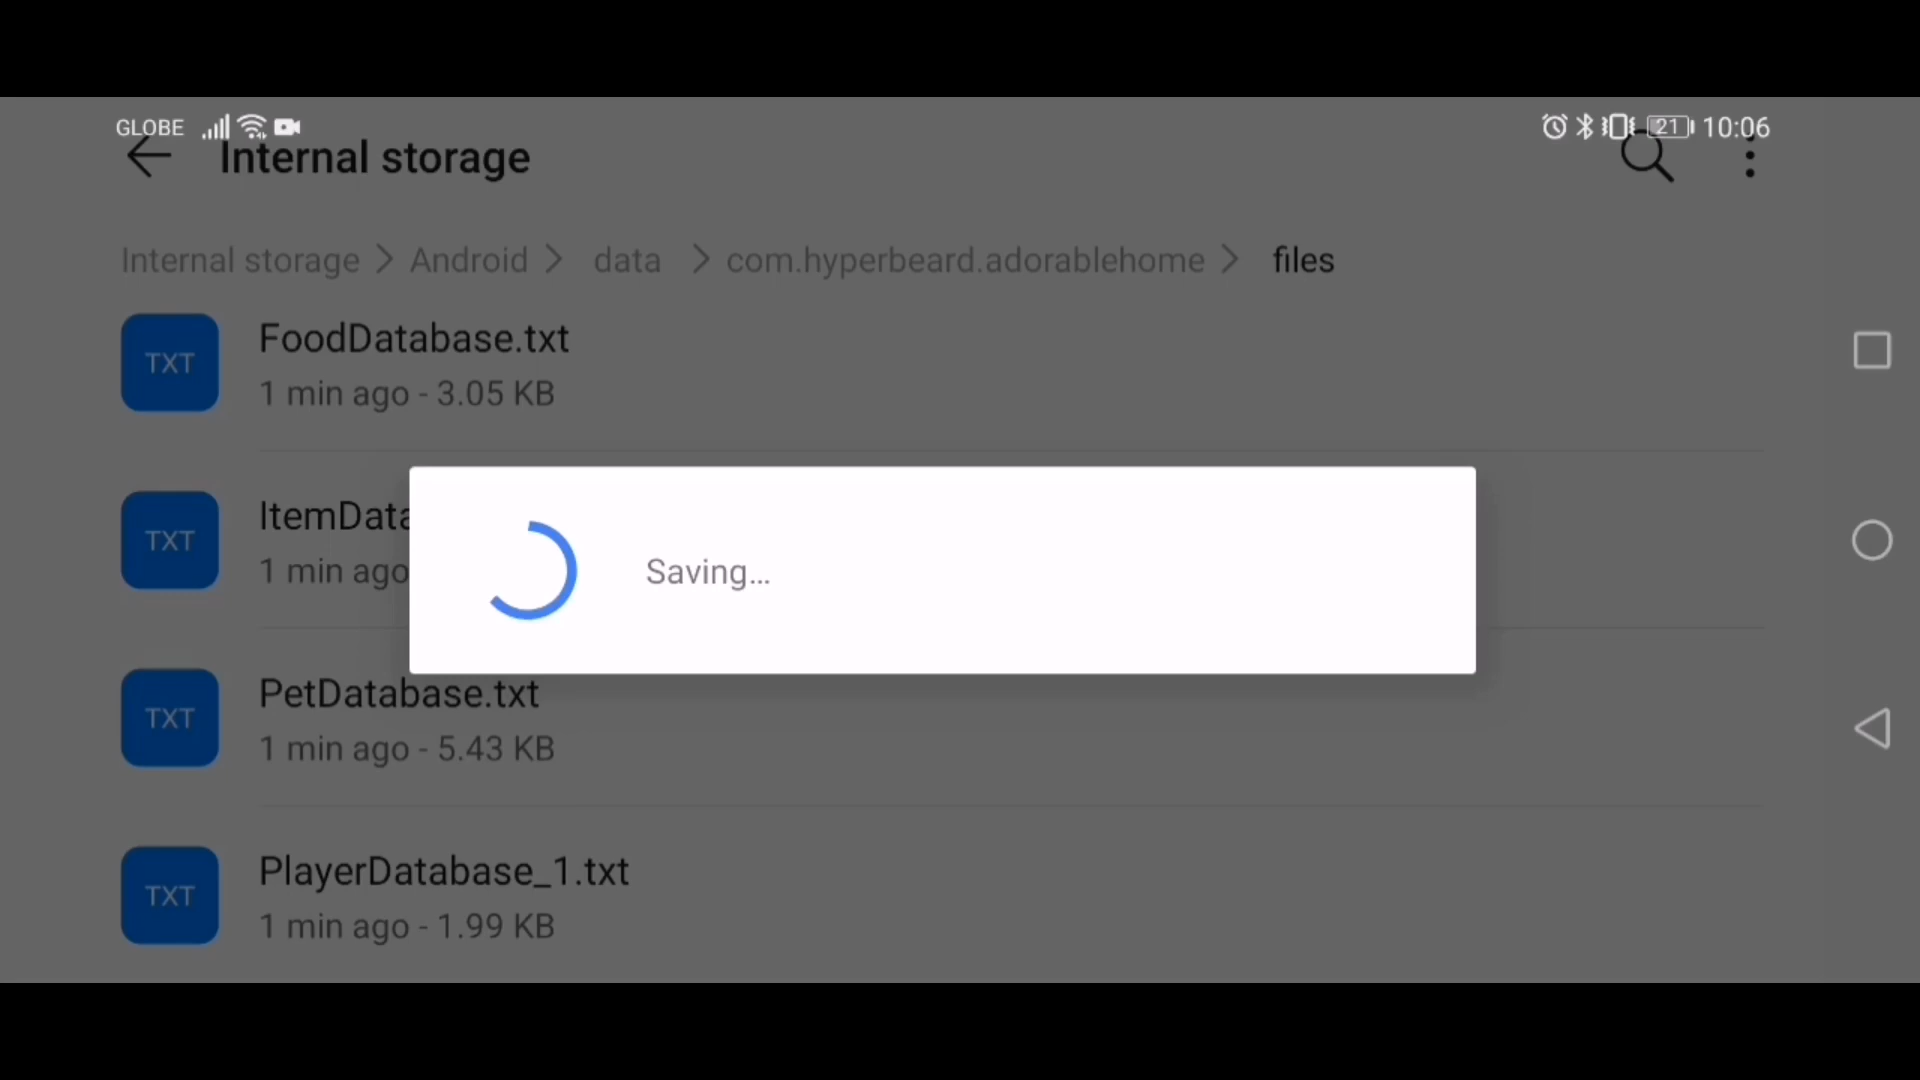 GLOBE 21 10:06
Internal storage
Internal storage > Android > data > com.hyperbeard.adorablehome > files
TXT FoodDatabase.txt
1 min ago - 3.05 KB
TXT ItemData
1 min ago
Saving...
TXT PetDatabase.txt
1 min ago - 5.43 KB
TXT PlayerDatabase_1.txt
1 min ago - 1.99 KB